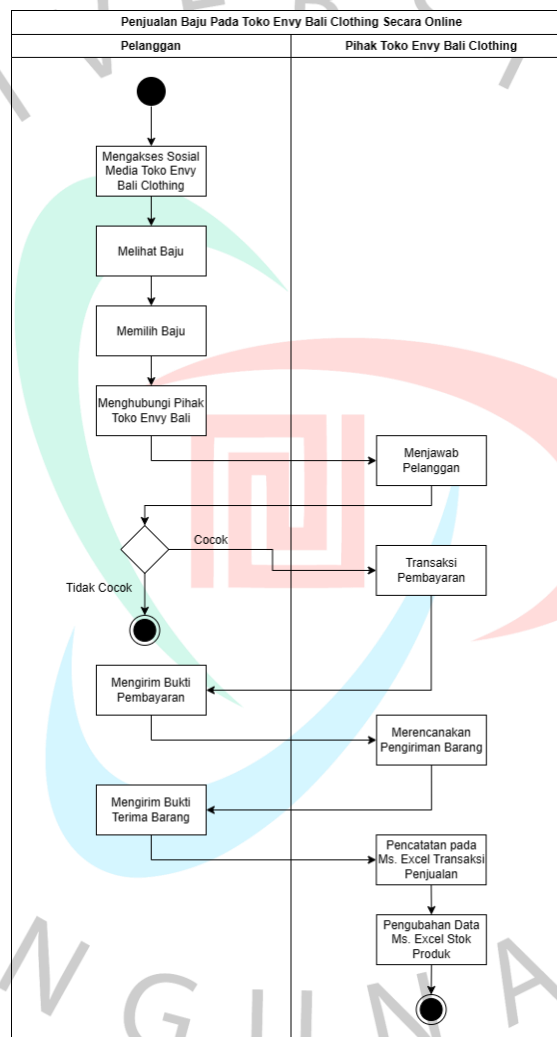 Penjualan Baju Pada Toko Envy Bali Clothing Secara Online
Pelanggan
Pihak Toko Envy Bali Clothing
Mengakses Sosial
Media Toko Envy
Bali Clothing
Melihat Baju
Memilih Baju
Menghubungi Pihak
Toko Envy Bali
Menjawab
Pelanggan
Cocok
Tidak Cocok
Transaksi
Pembayaran
Mengirim Bukti
Pembayaran
Merencanakan
Pengiriman Barang
Mengirim Bukti
Terima Barang
Pencatatan pada
Ms. Excel Transaksi
Penjualan
Pengubahan Data
Ms. Excel Stok
Produk